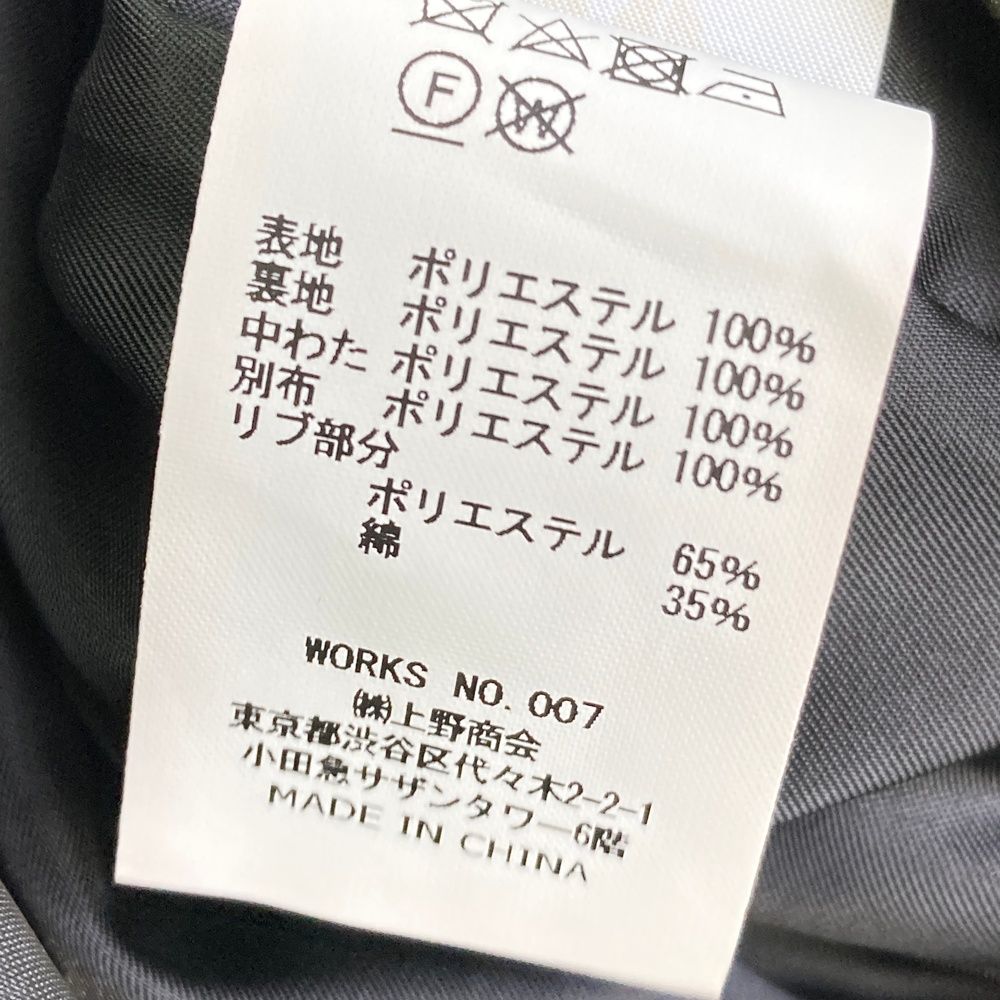 F W
表地 ポリエステル 100%
裏地 ポリエステル 100%
中わた ポリエステル 100%
別布 ポリエステル 100%
リブ部分
ポリエステル 65%
綿 35%
WORKS NO. 007
㈱上野商会
東京都渋谷区代々木2-2-1
小田急サザンタワー6階
MADE IN CHINA